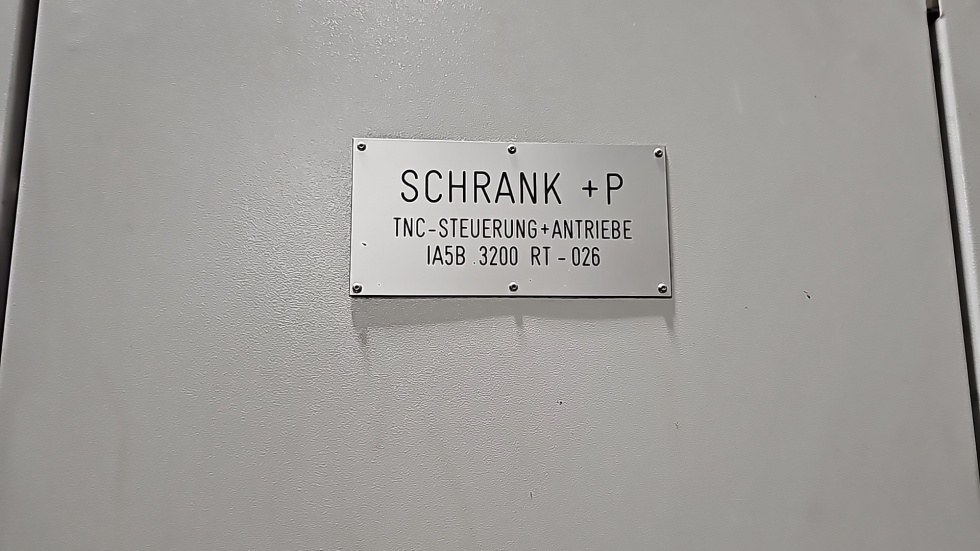 SCHRANK +P
TNC-STEUERUNG+ANTRIEBE
IA5B 3200 RT - 026